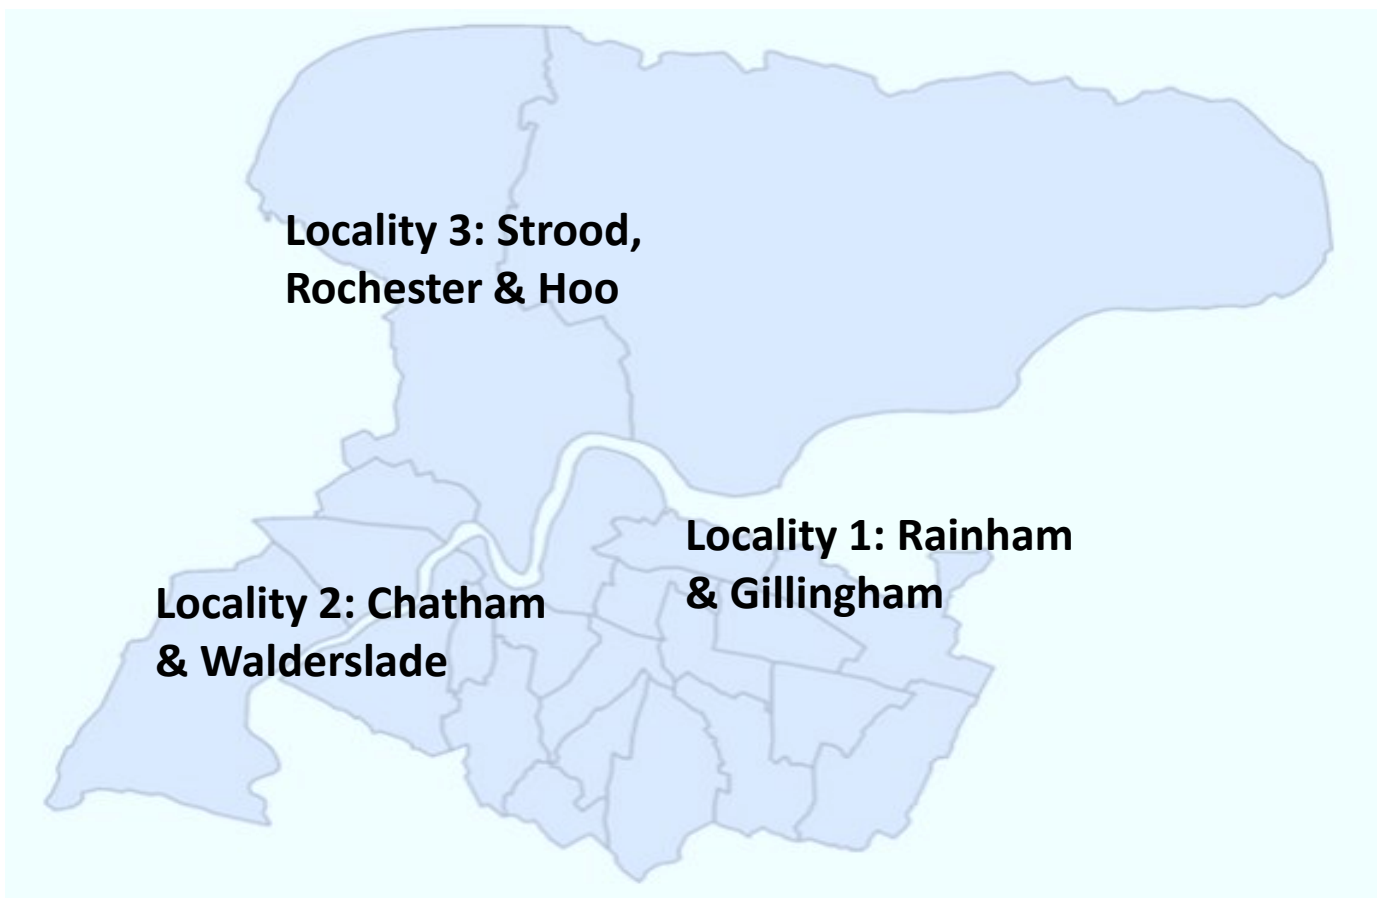 Locality 3: Strood,
Rochester & Hoo
Locality 1: Rainham
& Gillingham
Locality 2: Chatham
& Walderslade